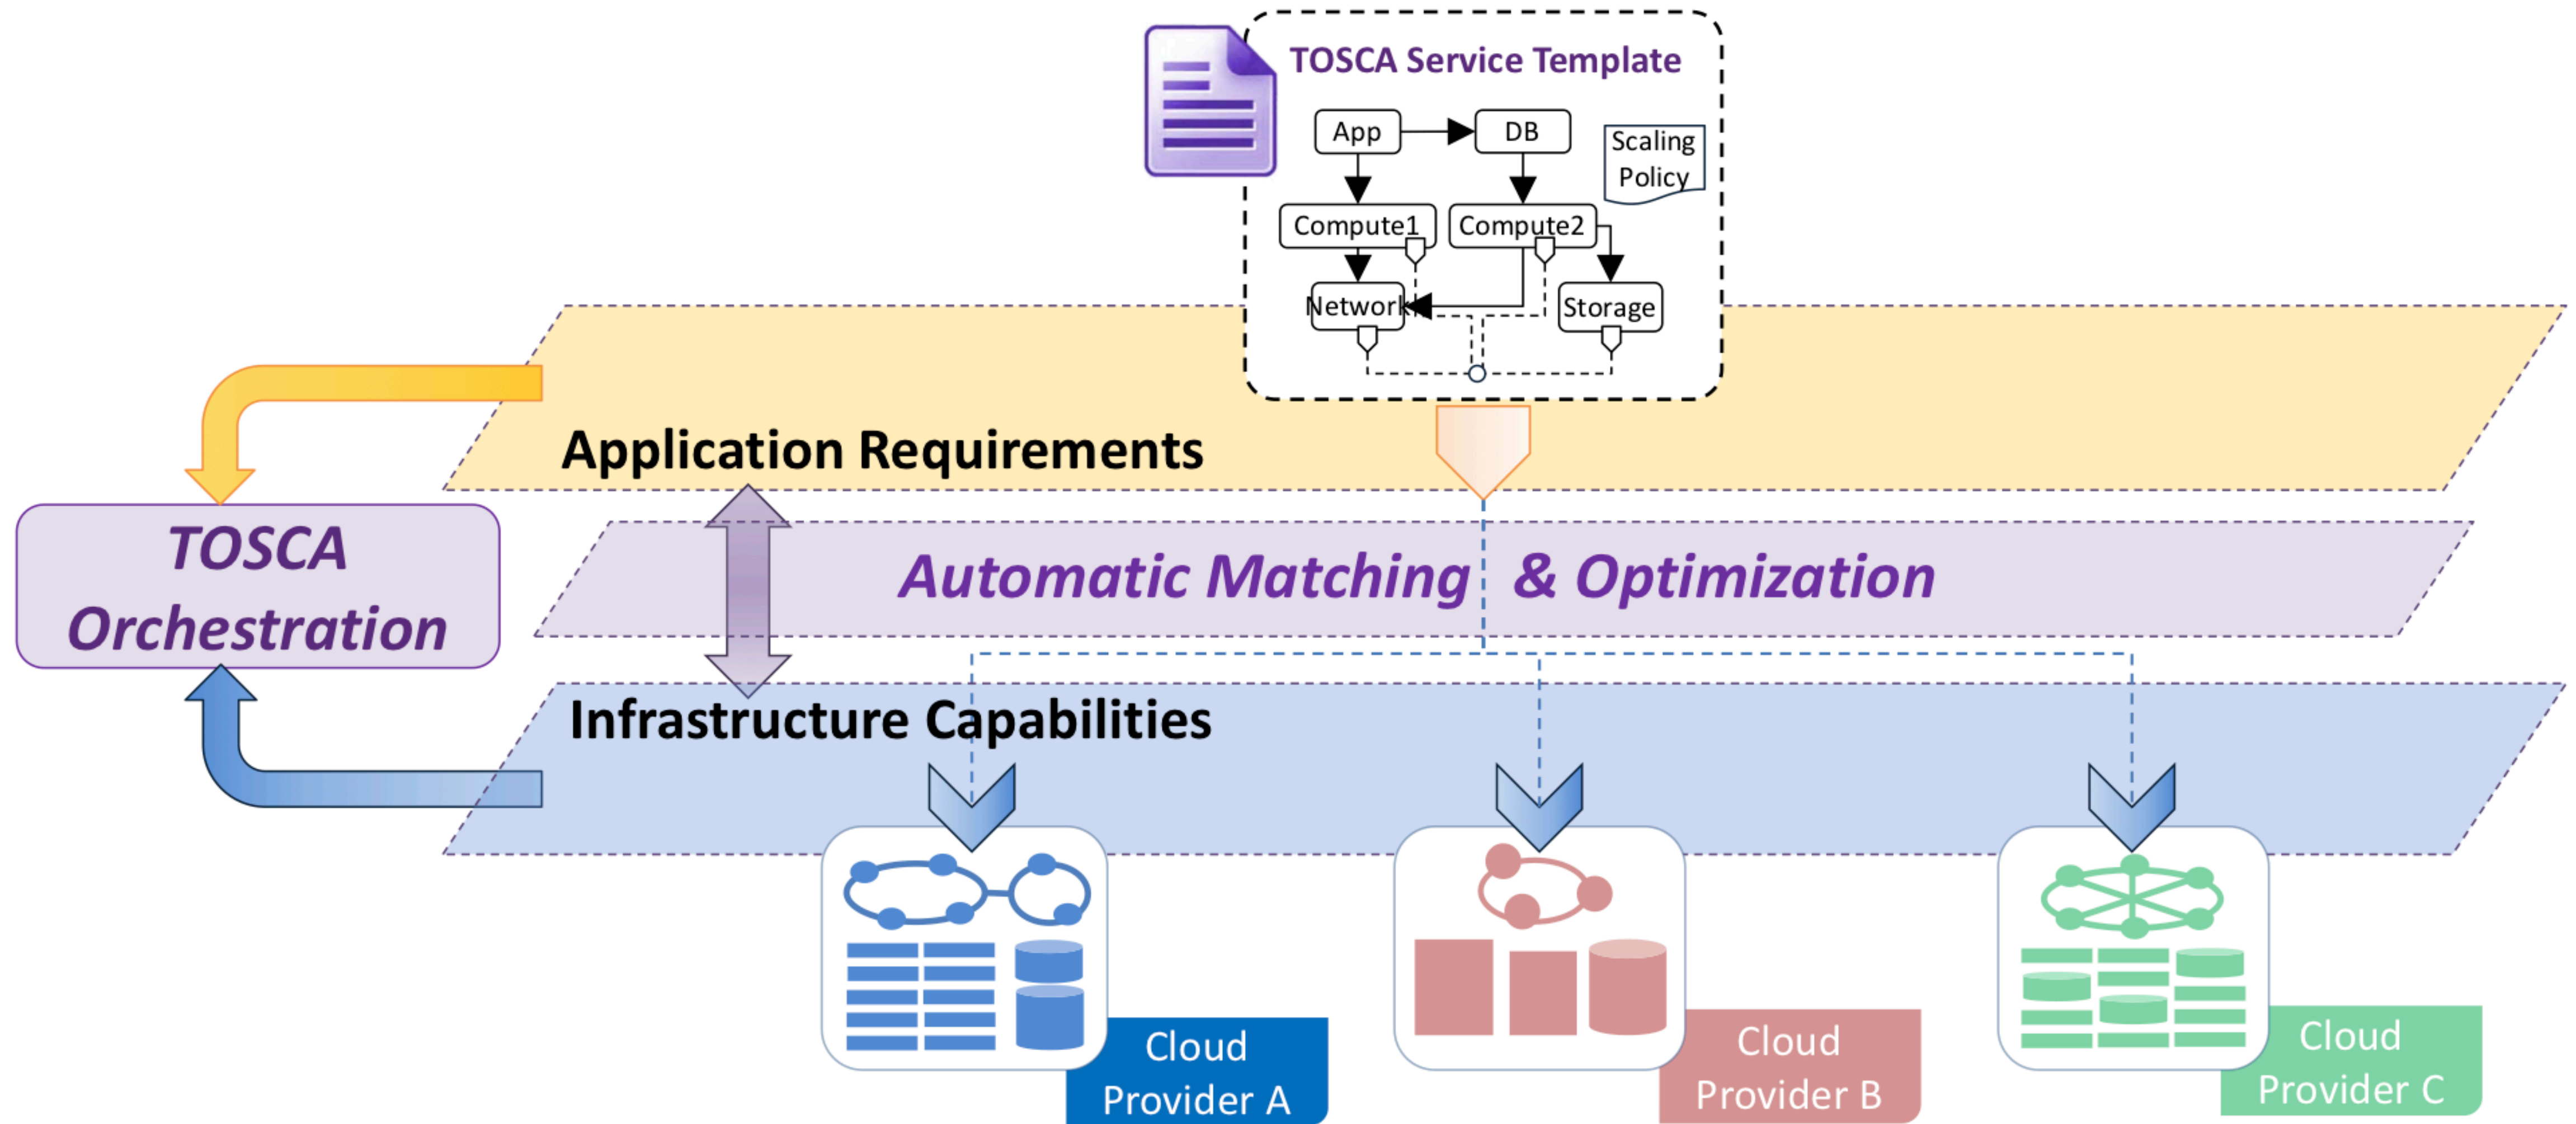 TOSCA Service Template
App
DB
Scaling
Policy
Compute1
Compute2
Network
Storage
Application Requirements
TOSCA
Orchestration
Automatic Matching & Optimization
Infrastructure Capabilities
Cloud
Provider A
Cloud
Provider B
Cloud
Provider C